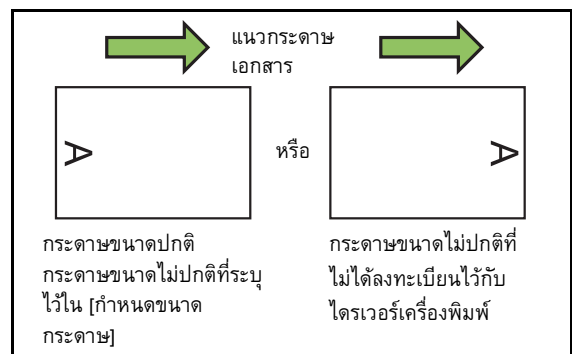 แนวกระดาษ
เอกสาร
A
หรือ
A
กระดาษขนาดปกติ
กระดาษขนาดไม่ปกติที่ระบุ
ไว้ใน [กำหนดขนาด
กระดาษ]
กระดาษขนาดไม่ปกติที่
ไม่ได้ลงทะเบียนไว้กับ
ไดรเวอร์เครื่องพิมพ์